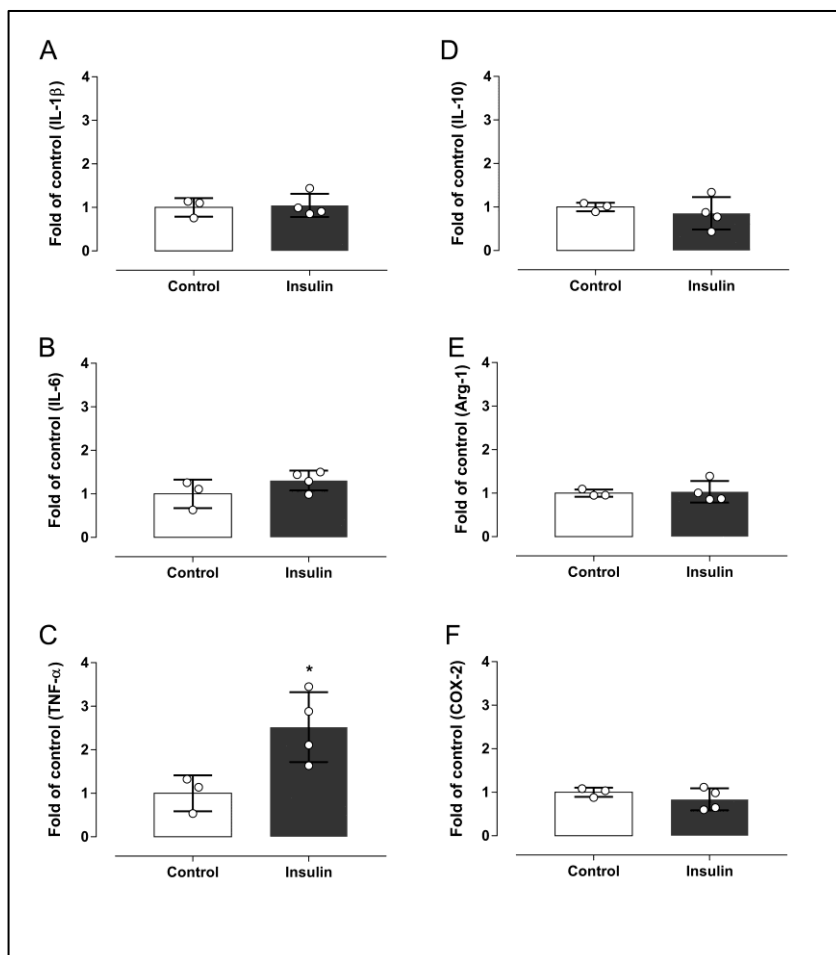 A
Fold of control (IL-1β)
4
3
2
1
0
Control Insulin
D
Fold of control (IL-10)
4
3
2
1
0
Control Insulin
B
Fold of control (IL-6)
4
3
2
1
0
Control Insulin
E
Fold of control (Arg-1)
4
3
2
1
0
Control Insulin
C
Fold of control (TNF-α)
4
3
2
1
0
*
Control Insulin
F
Fold of control (COX-2)
4
3
2
1
0
Control Insulin